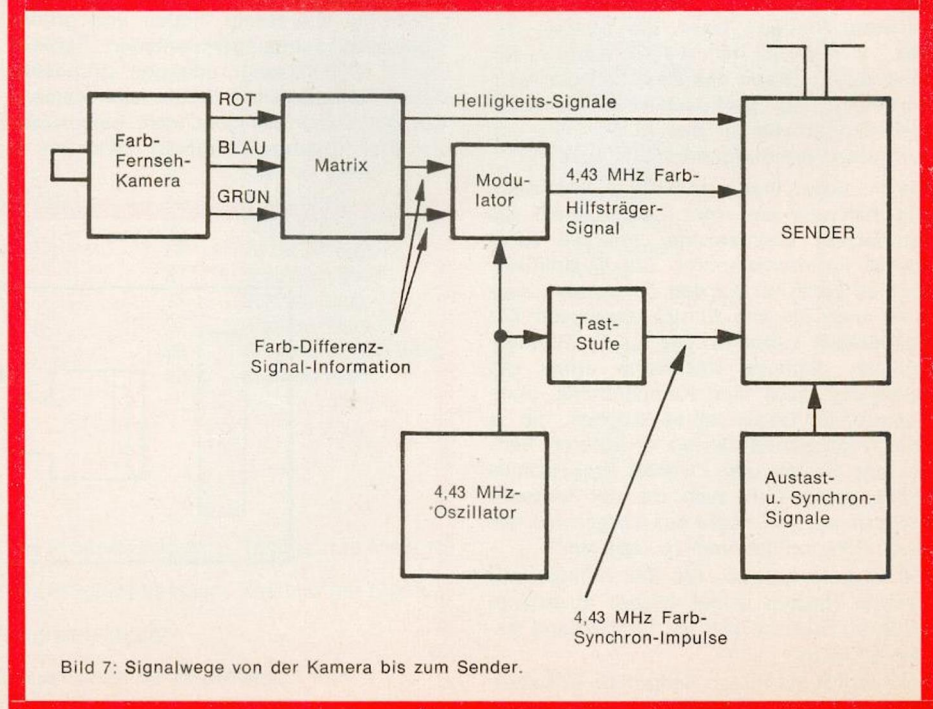 ROT
BLAU
GRÜN
Farb-
Fernseh-
Kamera
Matrix
Helligkeits-Signale
Modu-
lator
4,43 MHz Farb-
Hilfsträger-
Signal
SENDER
Farb-Differenz-
Signal-Information
Tast-
Stufe
4,43 MHz-
Oszillator
Austast-
u. Synchron-
Signale
4,43 MHz Farb-
Synchron-Impulse
Bild 7: Signalwege von der Kamera bis zum Sender.